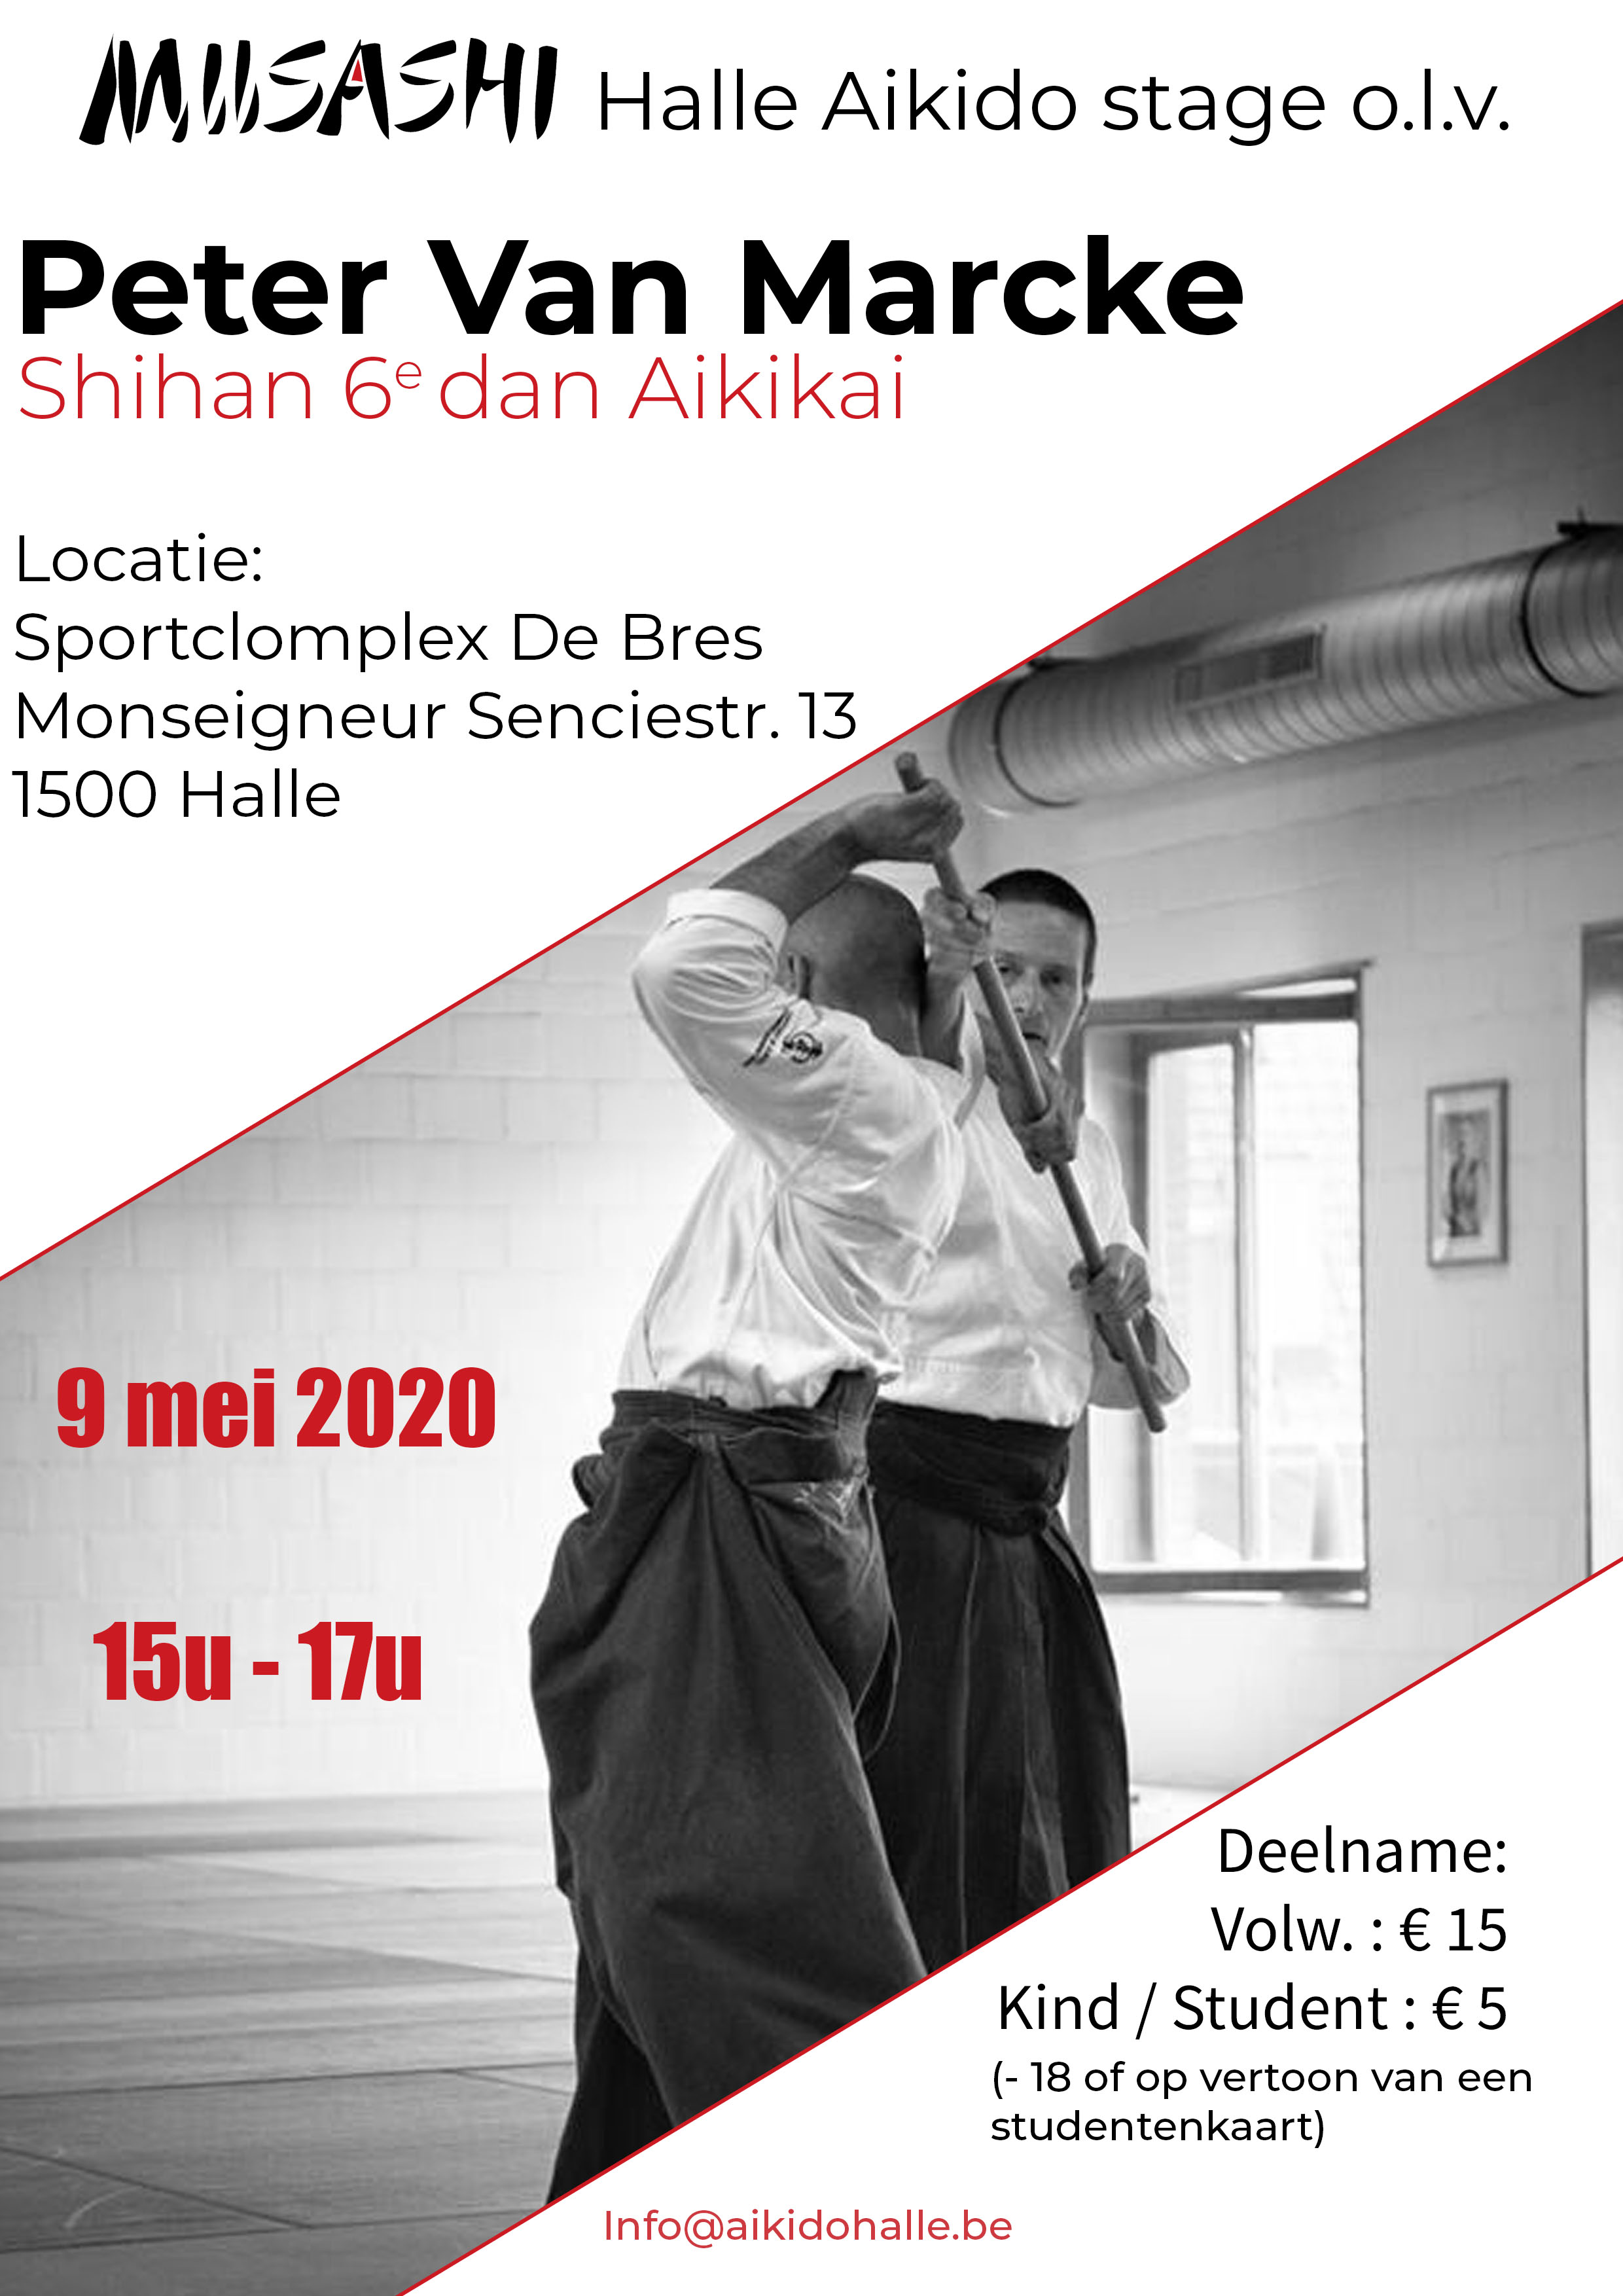 MUSASHI Halle Aikido stage o.l.v.
Peter Van Marcke
Shihan 6e dan Aikikai
Locatie:
Sportclomplex De Bres
Monseigneur Senciestr. 13
1500 Halle
9 mei 2020
15u - 17u
Deelname:
Volw. : € 15
Kind / Student : € 5
(- 18 of op vertoon van een
studentenkaart)
Info@aikidohalle.be